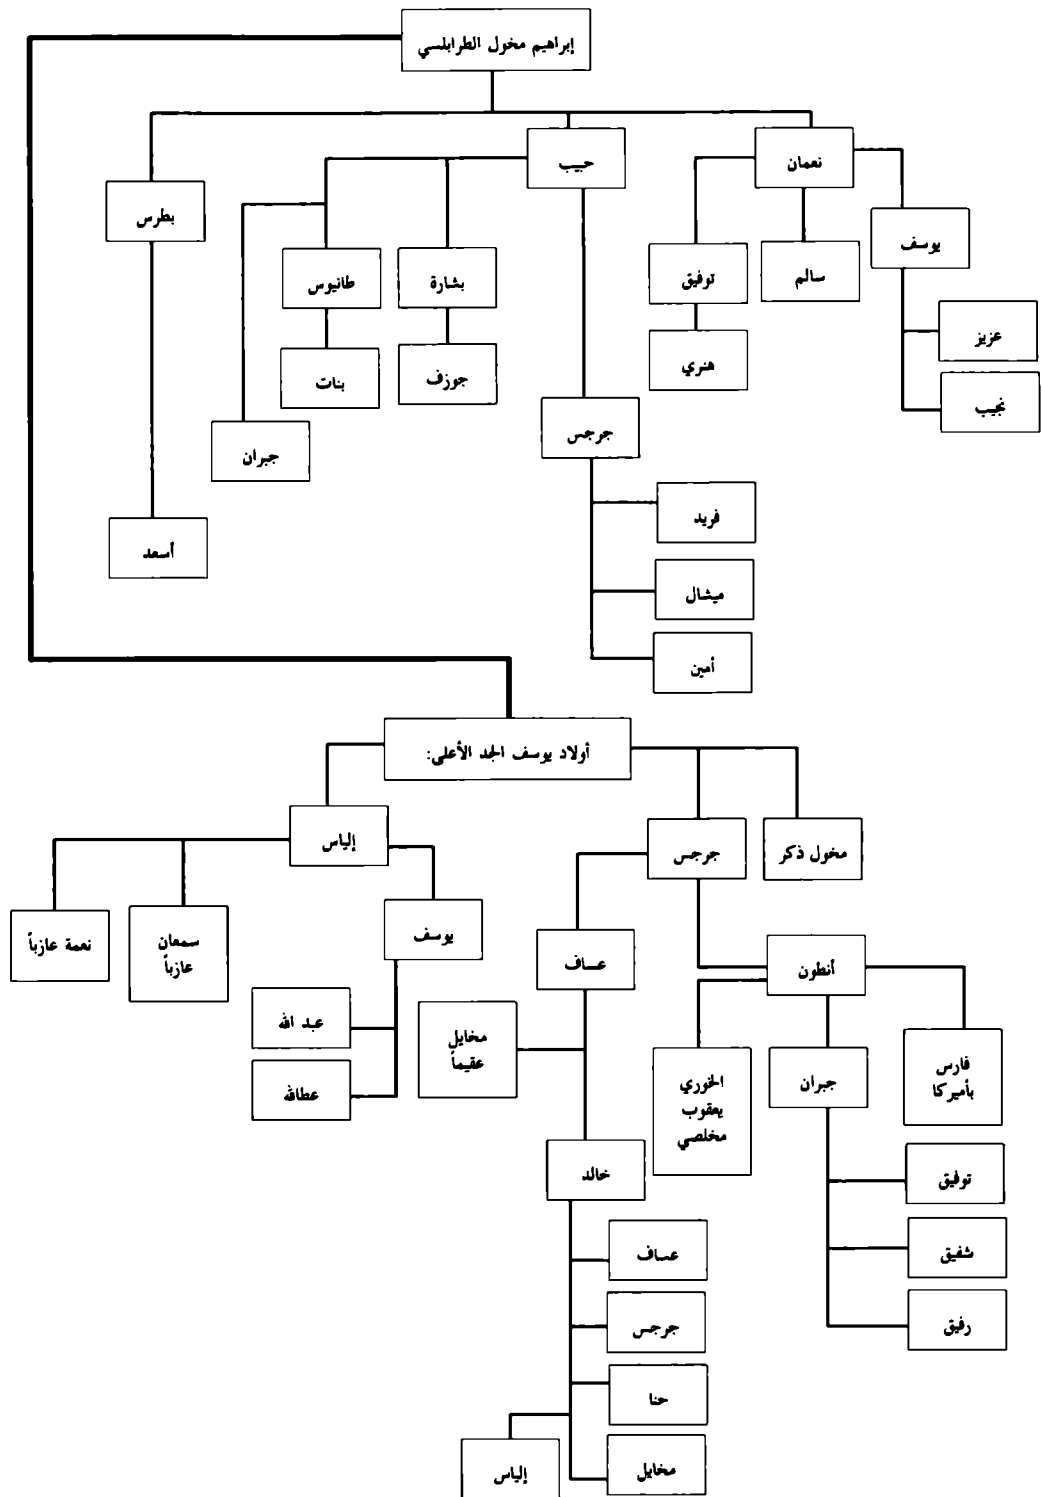 إبراهيم مخول الطرابلسي
نعمان
حبيب
بطرس
يوسف
سالم
توفيق
بشارة
طانيوس
عزيز
هنري
جوزف
بنات
نجيب
جرجس
جبران
فريد
أسعد
ميشال
أمين
أولاد يوسف الجد الأعلى:
مخول ذكر
جرجس
إلياس
أنطون
عساف
يوسف
سمعان
عازباً
نعمة عازباً
فارس
بأميركا
جبران
الخوري
يعقوب
مخلصي
مخايل
عقيماً
عبد الله
عطالله
توفيق
خالد
شفيق
عساف
رفيق
جرجس
حنا
مخايل
إلياس